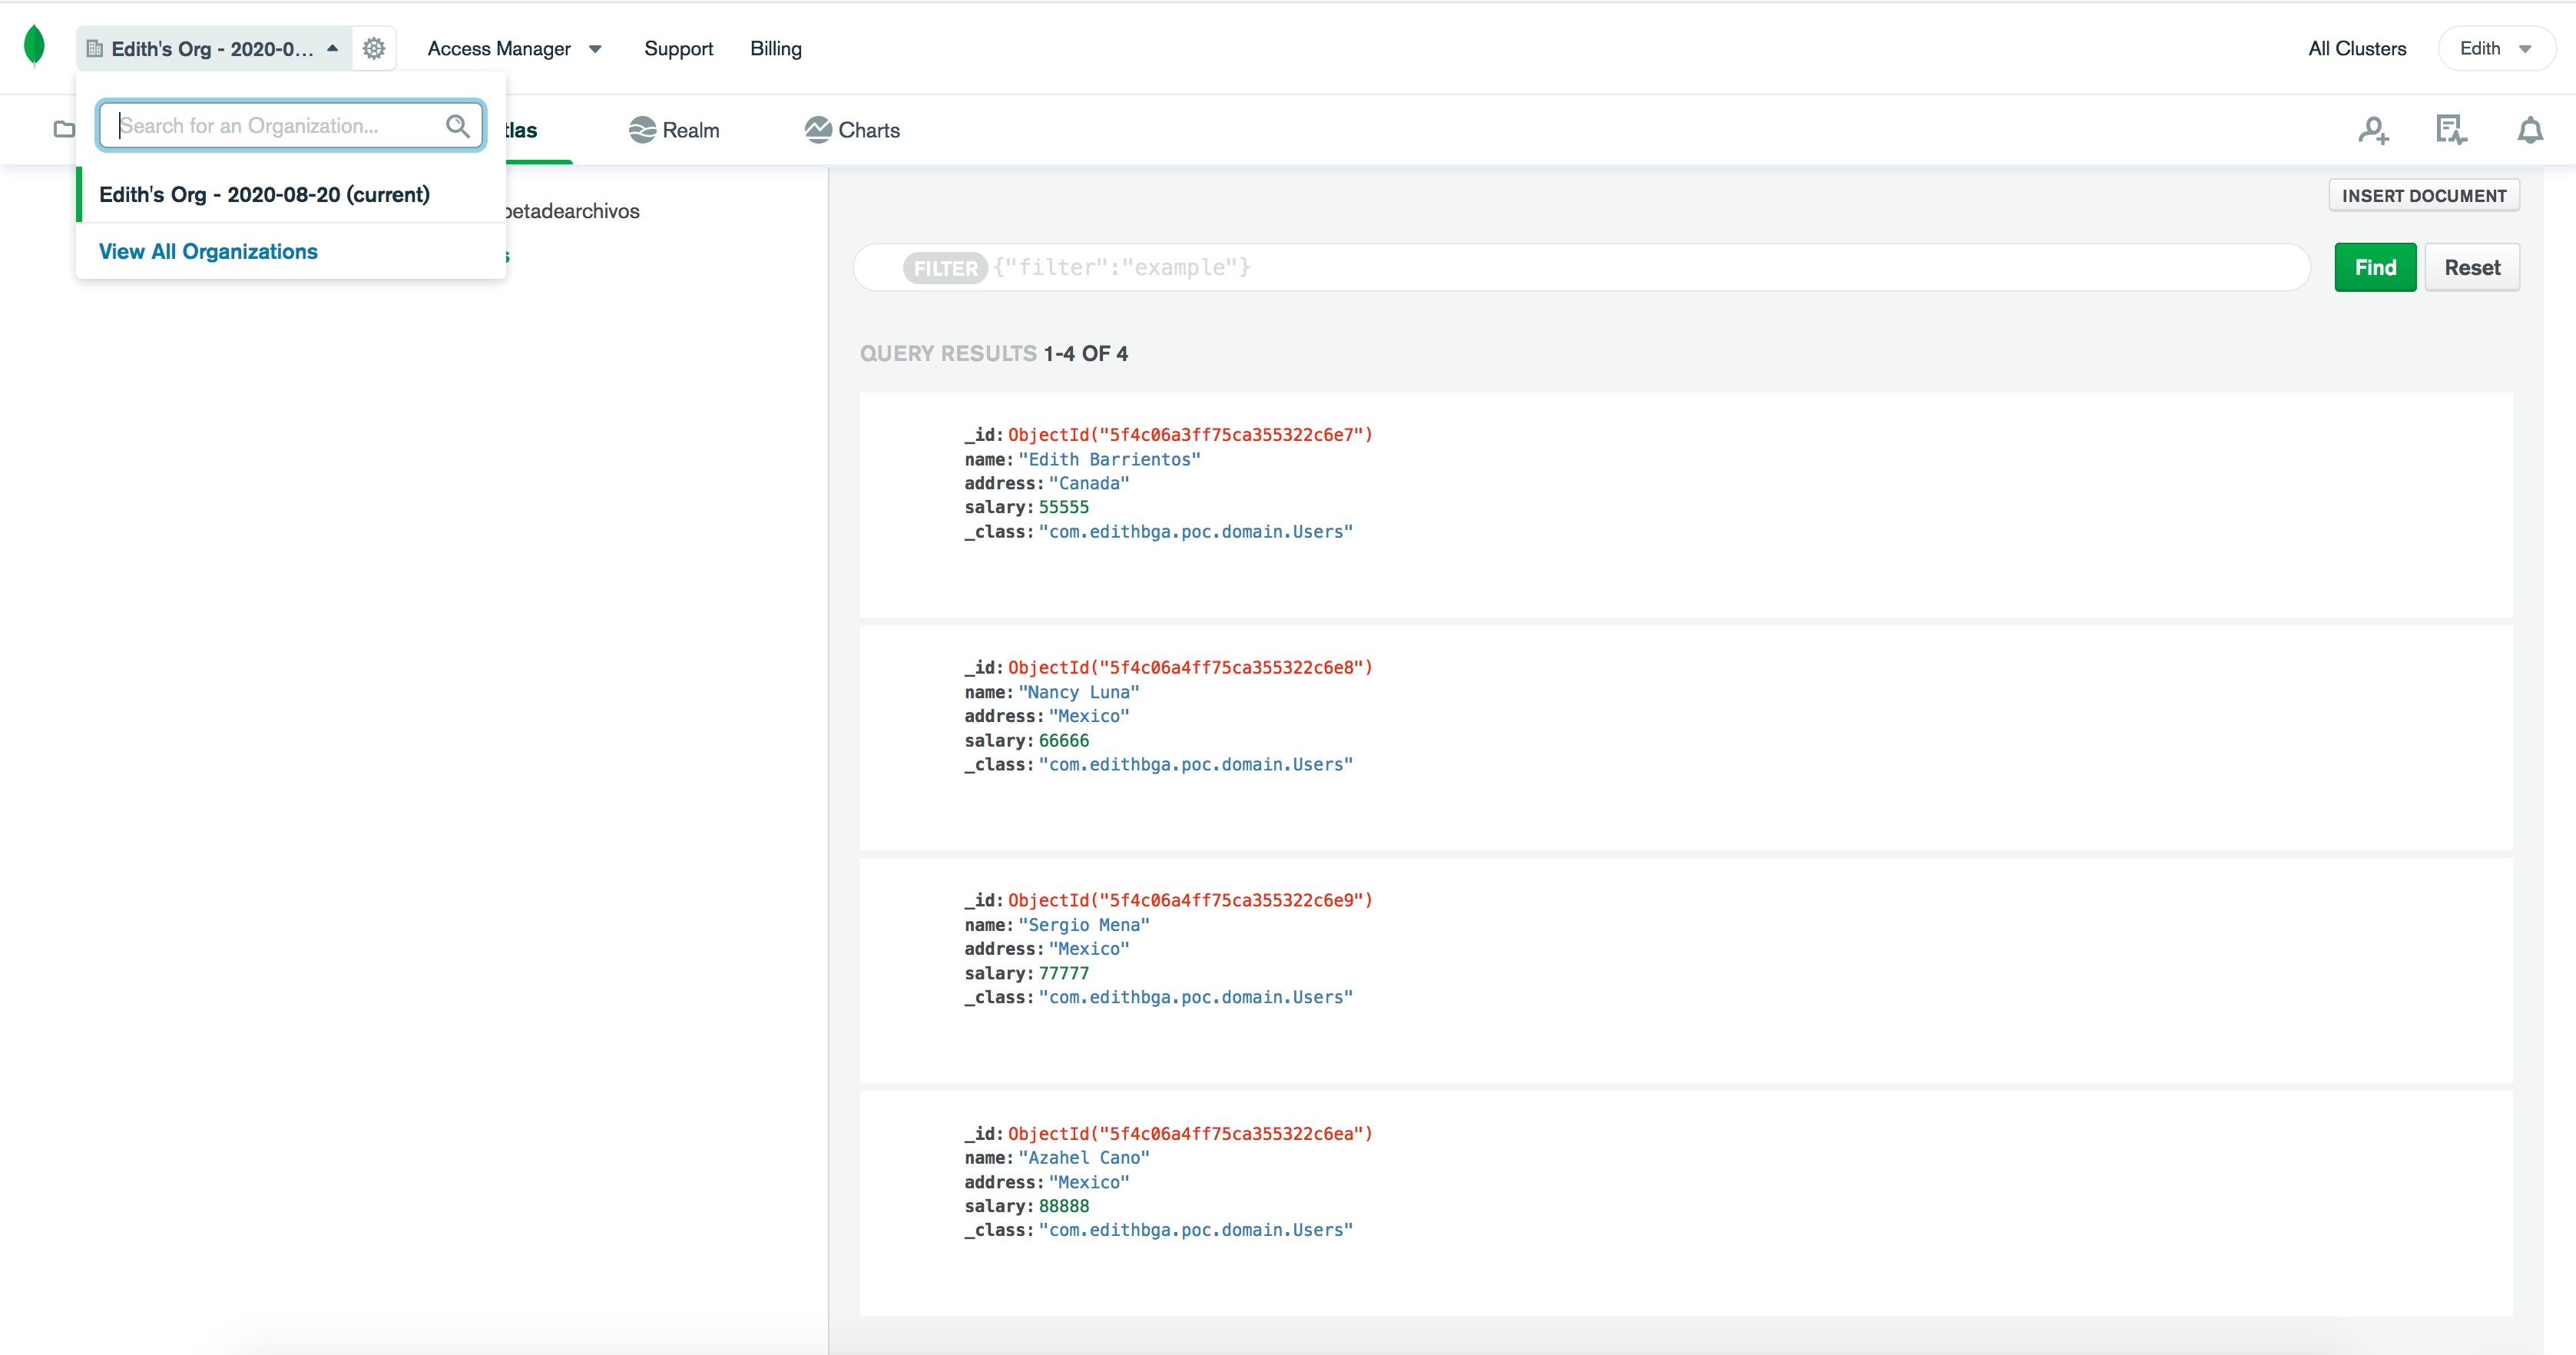 Edith's Org - 2020-0... Access Manager Support Billing All Clusters Edith
Search for an Organization... Realm Charts
Edith's Org - 2020-08-20 (current)
View All Organizations
INSERT DOCUMENT
FILTER {"filter":"example"} Find Reset
QUERY RESULTS 1-4 OF 4
_id: ObjectId("5f4c06a3ff75ca355322c6e7")
name: "Edith Barrientos"
address: "Canada"
salary: 55555
_class: "com.edithbga.poc.domain.Users"
_id: ObjectId("5f4c06a4ff75ca355322c6e8")
name: "Nancy Luna"
address: "Mexico"
salary: 66666
_class: "com.edithbga.poc.domain.Users"
_id: ObjectId("5f4c06a4ff75ca355322c6e9")
name: "Sergio Mena"
address: "Mexico"
salary: 77777
_class: "com.edithbga.poc.domain.Users"
_id: ObjectId("5f4c06a4ff75ca355322c6ea")
name: "Azahel Cano"
address: "Mexico"
salary: 88888
_class: "com.edithbga.poc.domain.Users"